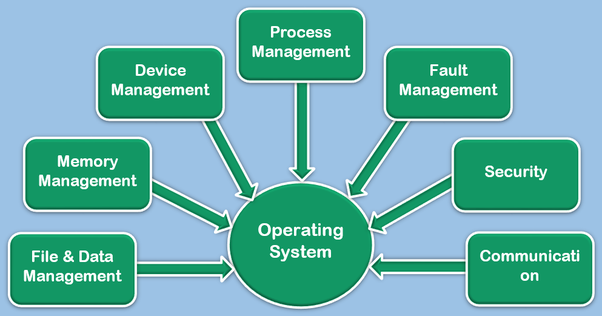 Process
Management
Device
Management
Fault
Management
Memory
Management
Security
Operating
System
File & Data
Management
Communicati
on